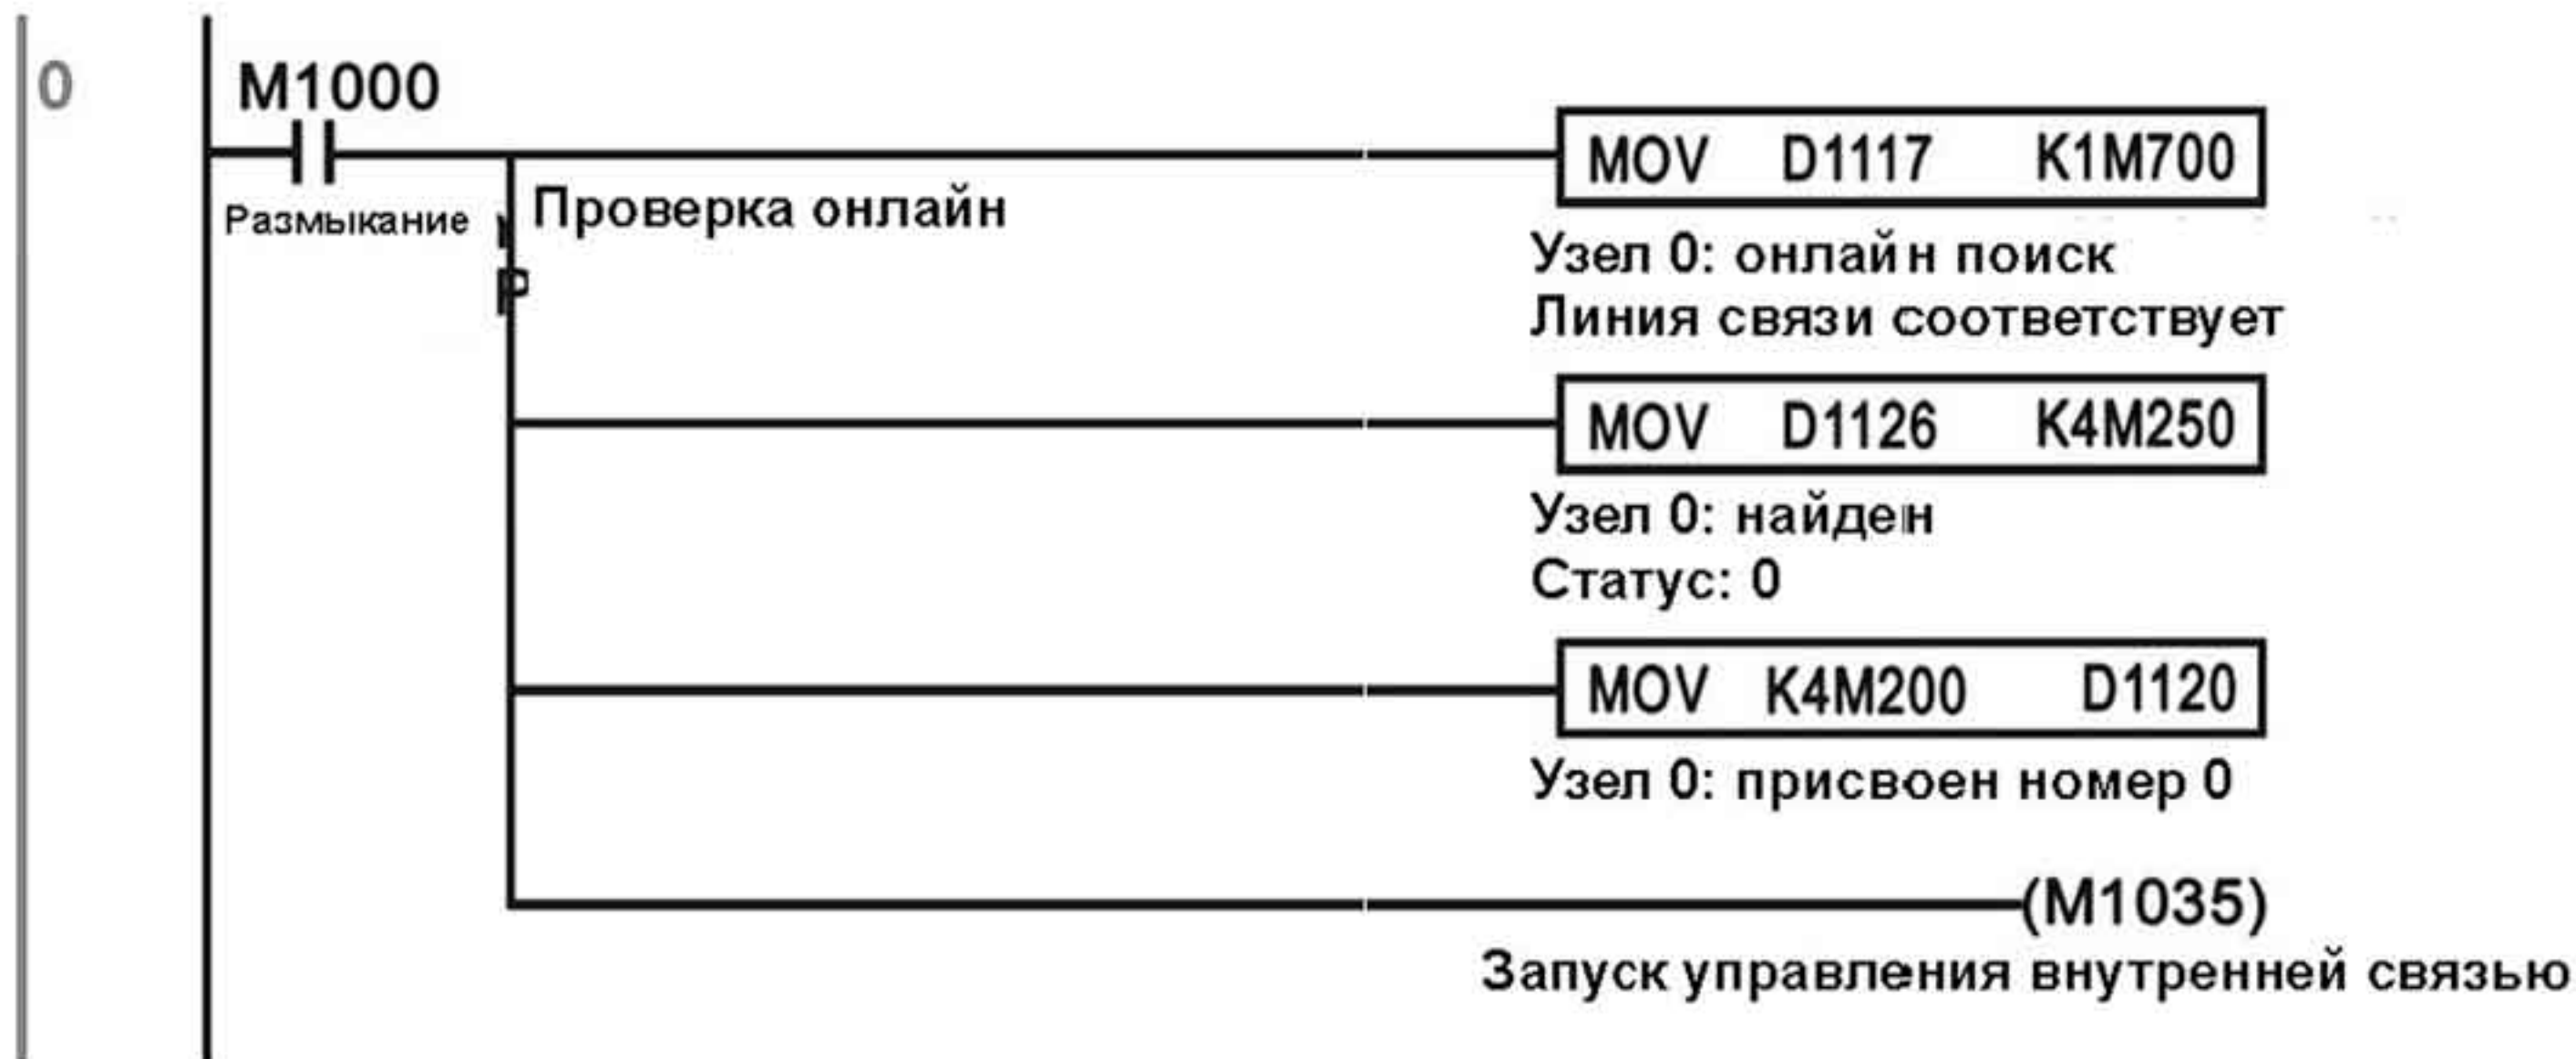 0
M1000
MOV D1117 K1M700
Размыкание
Проверка онлайн
Р
Узел 0: онлайн поиск
Линия связи соответствует
MOV D1126 K4M250
Узел 0: найден
Статус: 0
MOV K4M200 D1120
Узел 0: присвоен номер 0
(M1035)
Запуск управления внутренней связью